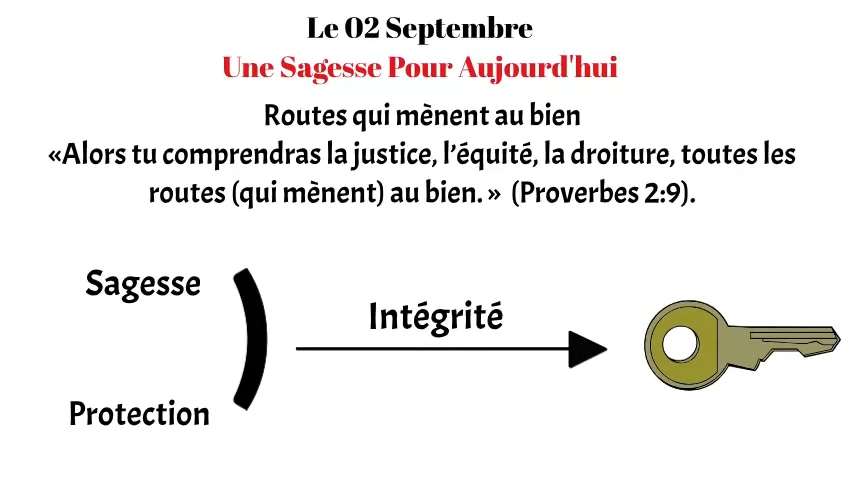 Le 02 Septembre
Une Sagesse Pour Aujourd'hui
Routes qui mènent au bien
«Alors tu comprendras la justice, l’équité, la droiture, toutes les
routes (qui mènent) au bien. » (Proverbes 2:9).
Sagesse
Intégrité
Protection